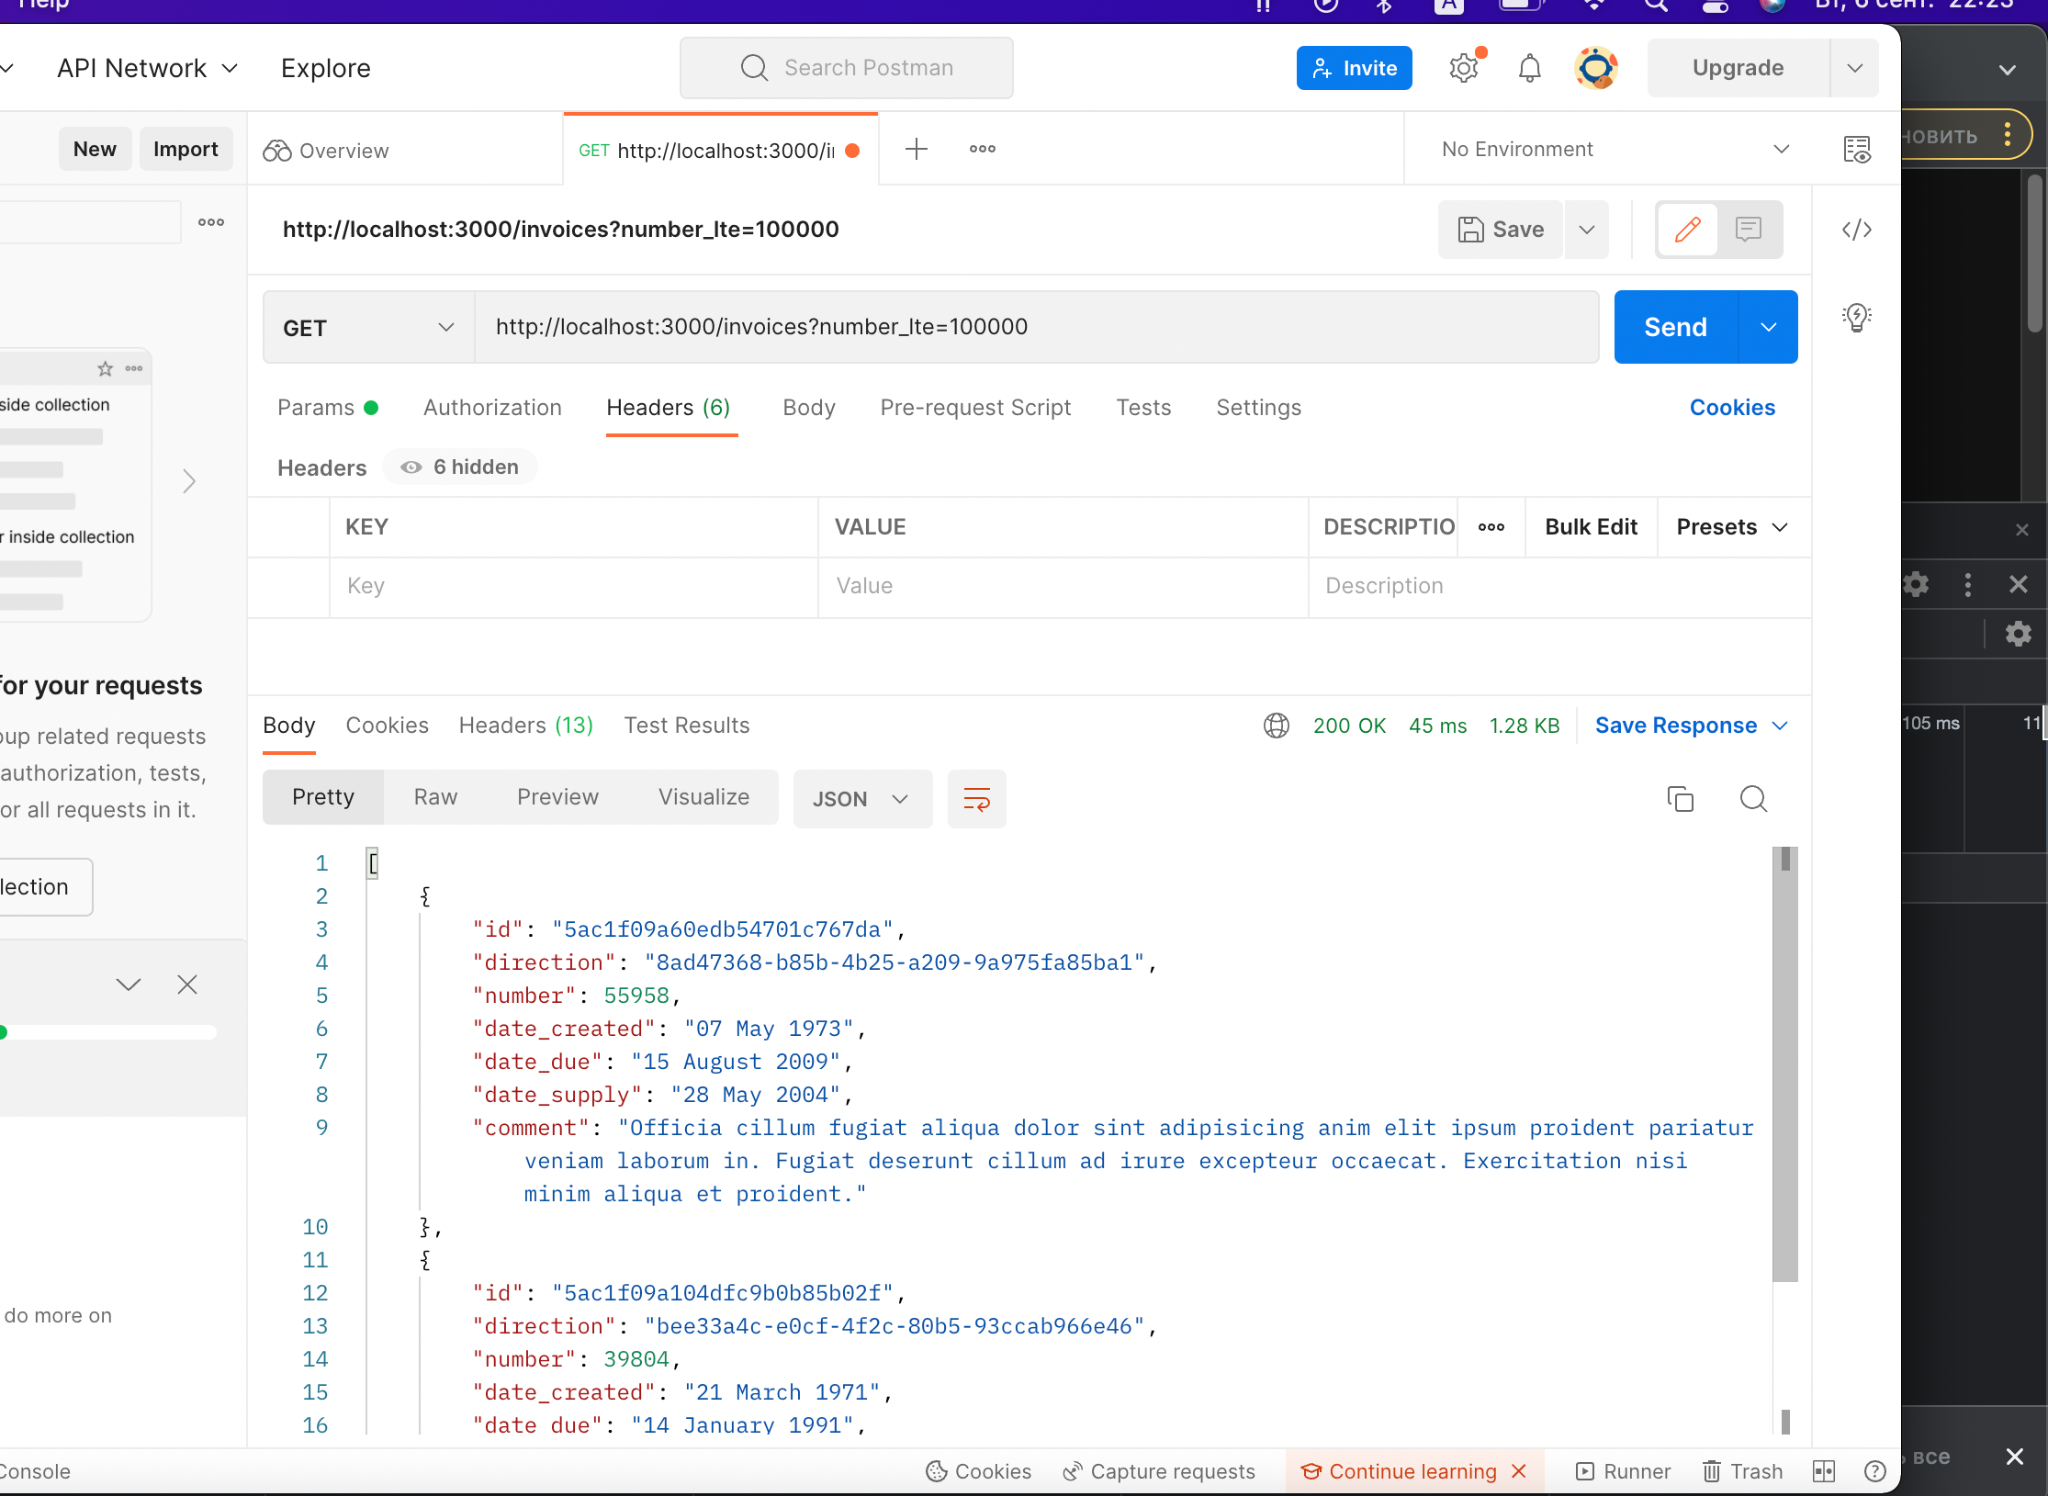 Help
A
Вт, 6 сент. 22:23
API Network
Explore
Search Postman
Invite
Upgrade
New
Import
Overview
GET http://localhost:3000/i
No Environment
новить
http://localhost:3000/invoices?number_lte=100000
Save
GET
http://localhost:3000/invoices?number_lte=100000
Send
Params
Authorization
Headers (6)
Body
Pre-request Script
Tests
Settings
Cookies
Headers
6 hidden
KEY
VALUE
DESCRIPTIO
Bulk Edit
Presets
Key
Value
Description
side collection
r inside collection
for your requests
oup related requests
authorization, tests,
or all requests in it.
lection
do more on
Body
Cookies
Headers (13)
Test Results
200 OK
45 ms
1.28 KB
Save Response
105 ms
11
Pretty
Raw
Preview
Visualize
JSON
1 [
2 {
3 "id": "5ac1f09a60edb54701c767da",
4 "direction": "8ad47368-b85b-4b25-a209-9a975fa85ba1",
5 "number": 55958,
6 "date_created": "07 May 1973",
7 "date_due": "15 August 2009",
8 "date_supply": "28 May 2004",
9 "comment": "Officia cillum fugiat aliqua dolor sint adipisicing anim elit ipsum proident pariatur
veniam laborum in. Fugiat deserunt cillum ad irure excepteur occaecat. Exercitation nisi
minim aliqua et proident."
10 },
11 {
12 "id": "5ac1f09a104dfc9b0b85b02f",
13 "direction": "bee33a4c-e0cf-4f2c-80b5-93ccab966e46",
14 "number": 39804,
15 "date_created": "21 March 1971",
16 "date_due": "14 January 1991",
Console
Cookies
Capture requests
Continue learning
Runner
Trash
все